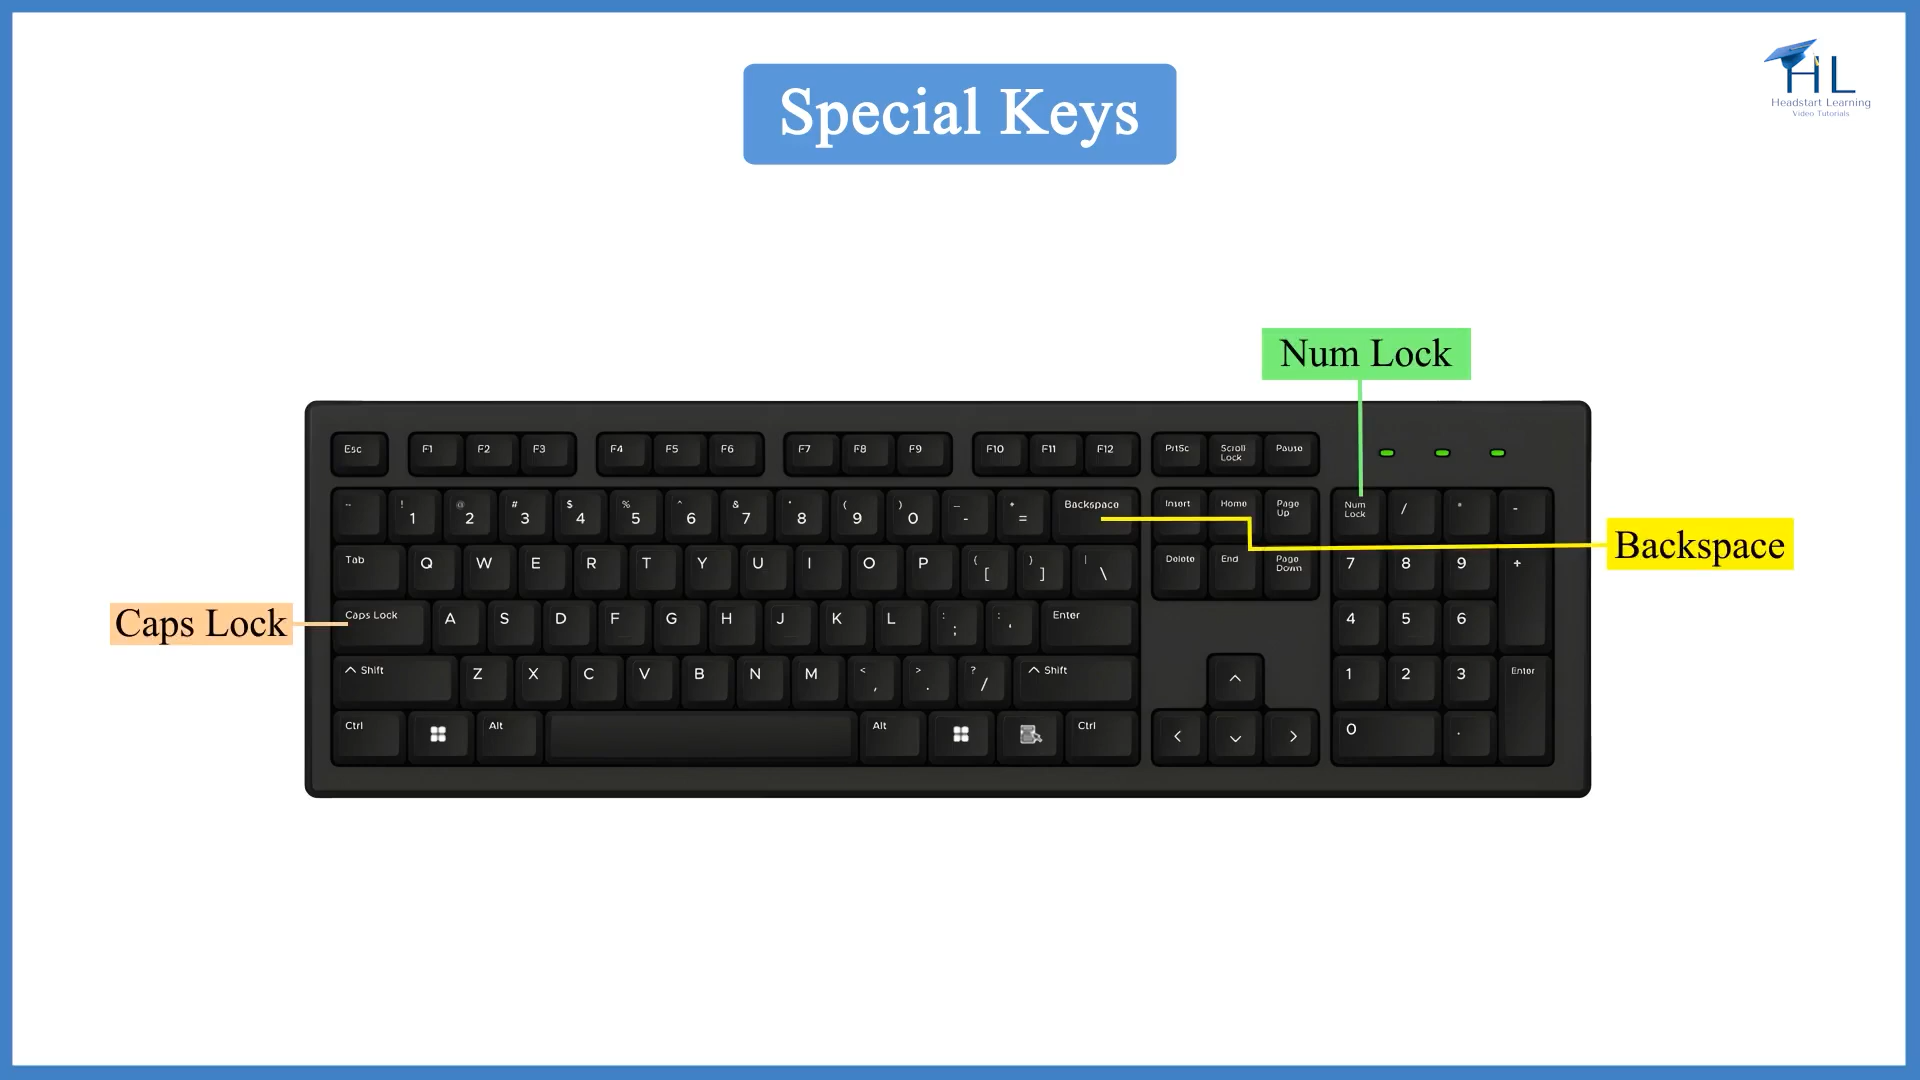 Special Keys
HL
Headstart Learning
Video Tutorials
Num Lock
Esc F1 F2 F3 F4 F5 F6 F7 F8 F9 F10 F11 F12 PrtSc Scroll Lock Pause
! @ # $ % ^ & ( )
1 2 3 4 5 6 7 8 9 0 - = Backspace Insert Home Page Up Num Lock / * -
Backspace
Tab Q W E R T Y U I O P [ ] \ Delete End Page Down 7 8 9 +
Caps Lock
Caps Lock A S D F G H J K L ; Enter 4 5 6
^ Shift Z X C V B N M < , > . ? / ^ Shift 1 2 3 Enter
Ctrl Alt Alt Ctrl 0 .